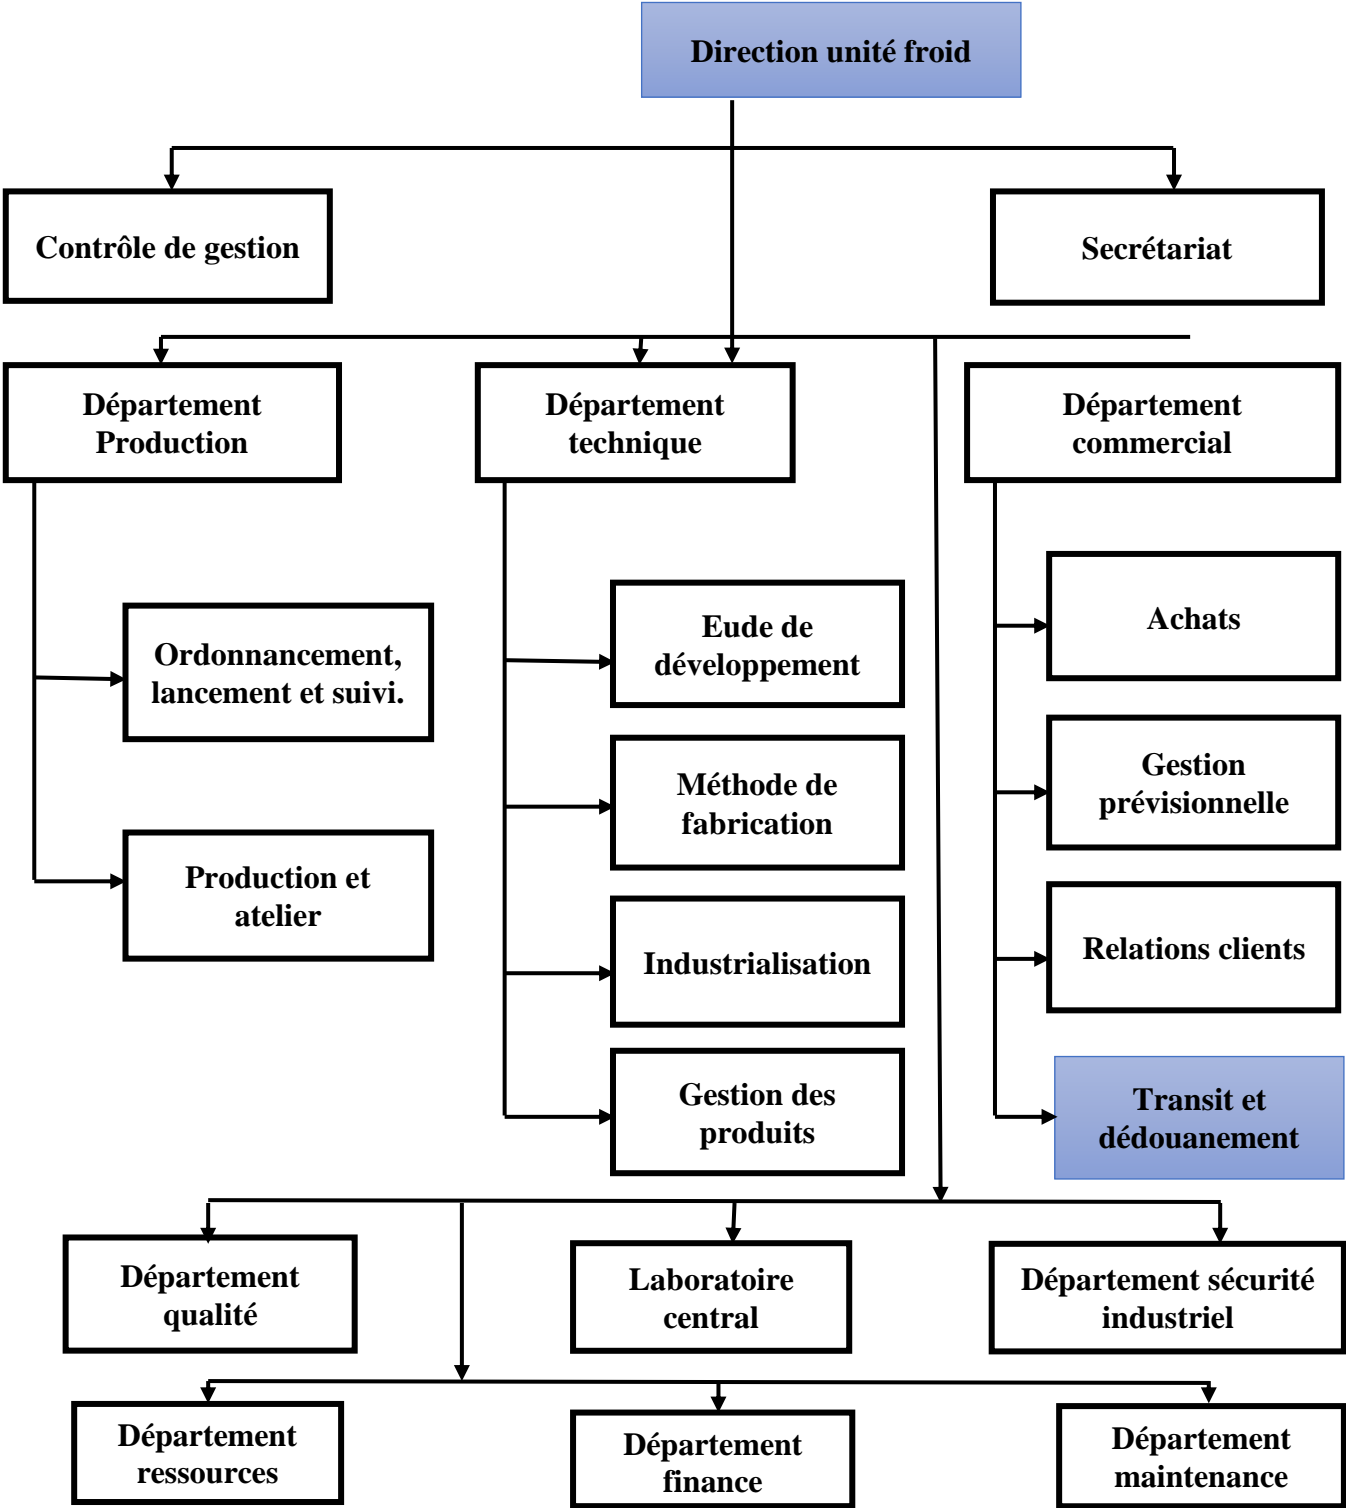 Direction unité froid
Contrôle de gestion
Secrétariat
Département
Production
Département
technique
Département
commercial
Ordonnancement,
lancement et suivi.
Production et
atelier
Eude de
développement
Méthode de
fabrication
Industrialisation
Gestion des
produits
Achats
Gestion
prévisionnelle
Relations clients
Transit et
dédouanement
Département
qualité
Laboratoire
central
Département sécurité
industriel
Département
ressources
Département
finance
Département
maintenance